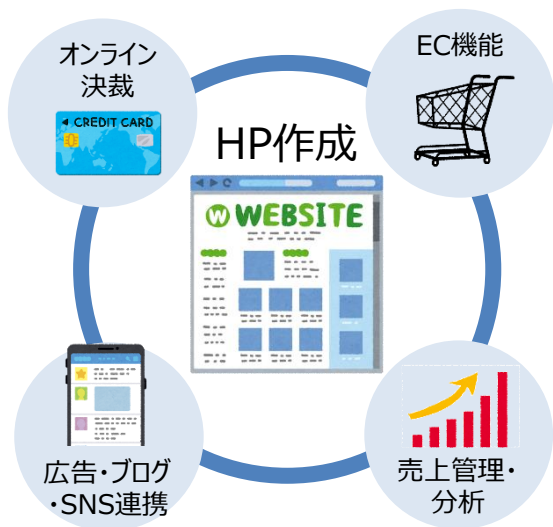 オンライン
決裁
CREDIT CARD
EC機能
HP作成
W WEBSITE
広告・ブログ
・SNS連携
売上管理・
分析